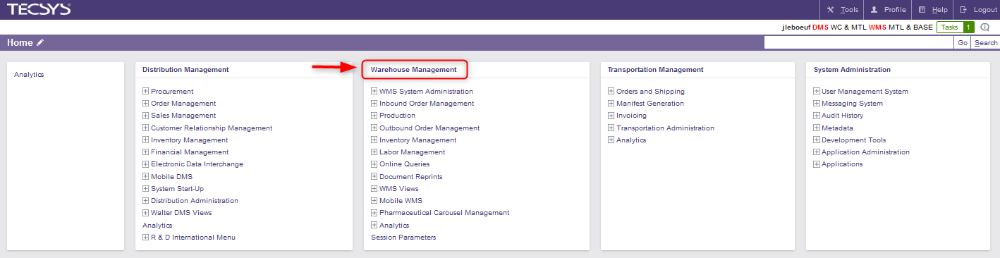 TECSYS
Tools Profile Help Logout
jleboeuf DMS WC & MTL WMS MTL & BASE Tasks 1
Home Go Search
Analytics
Distribution Management
Procurement
Order Management
Sales Management
Customer Relationship Management
Inventory Management
Financial Management
Electronic Data Interchange
Mobile DMS
System Start-Up
Distribution Administration
Walter DMS Views
Analytics
R & D International Menu
Warehouse Management
WMS System Administration
Inbound Order Management
Production
Outbound Order Management
Inventory Management
Labor Management
Online Queries
Document Reprints
WMS Views
Mobile WMS
Pharmaceutical Carousel Management
Analytics
Session Parameters
Transportation Management
Orders and Shipping
Manifest Generation
Invoicing
Transportation Administration
Analytics
System Administration
User Management System
Messaging System
Audit History
Metadata
Development Tools
Application Administration
Applications